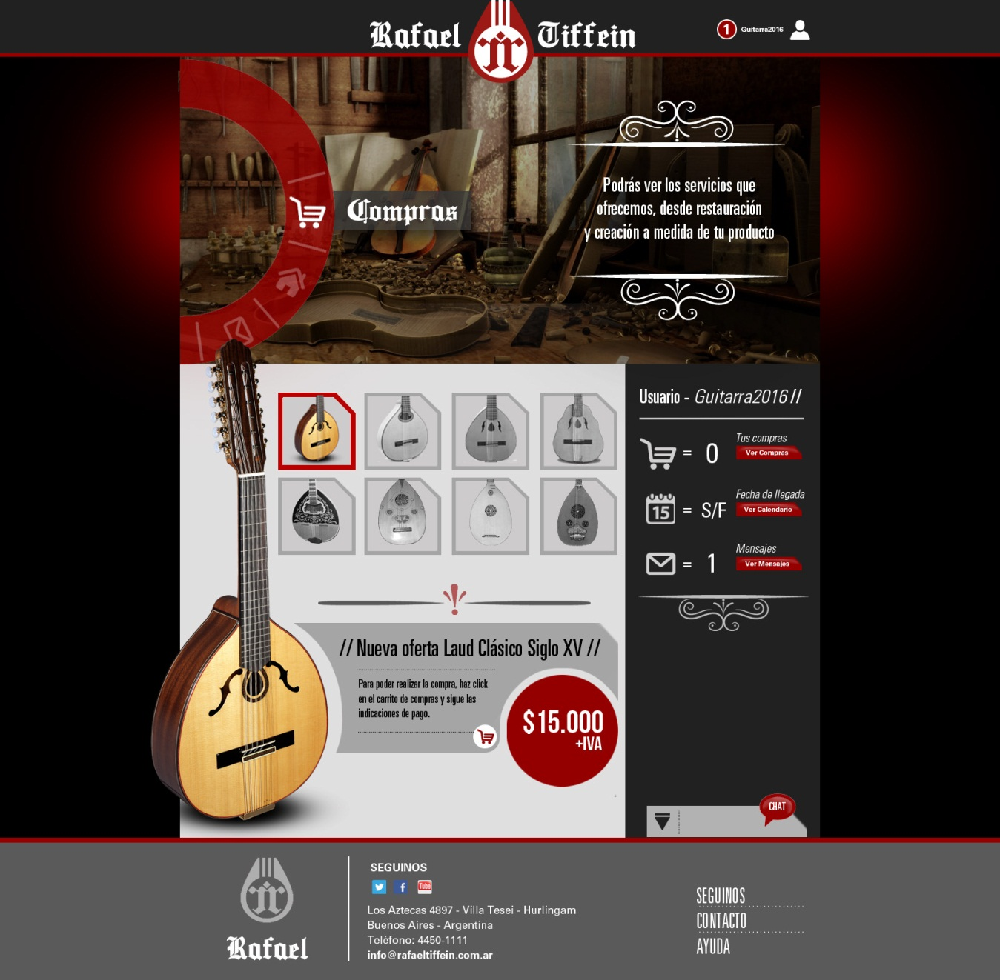 Rafael Tiffein
1 Guitarra2016
Compras
Podrás ver los servicios que
ofrecemos, desde restauración
y creación a medida de tu producto
Usuario - Guitarra2016 //
= 0
Tus compras
Ver Compras
15 = S/F
Fecha de llegada
Ver Calendario
= 1
Mensajes
Ver Mensajes
// Nueva oferta Laud Clásico Siglo XV //
Para poder realizar la compra, haz click
en el carrito de compras y sigue las
indicaciones de pago.
$15.000
+IVA
CHAT
Rafael
SEGUINOS
f Tube
Los Aztecas 4897 - Villa Tesei - Hurlingam
Buenos Aires - Argentina
Teléfono: 4450-1111
info@rafaeltiffein.com.ar
SEGUINOS
CONTACTO
AYUDA